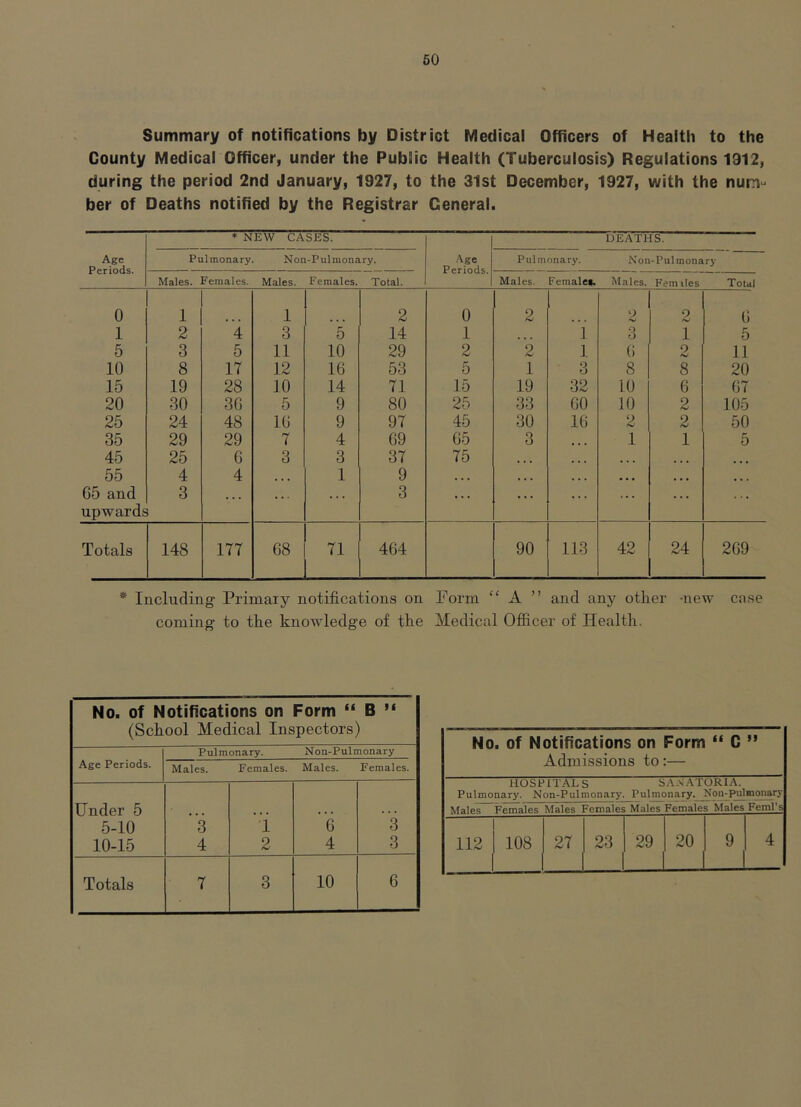 50
Summary of notifications by District Medical Officers of Health to the
County Medical Officer, under the Public Health (Tuberculosis) Regulations 1912,
during the period 2nd January, 1927, to the 31st December, 1927, with the num-
ber of Deaths notified by the Registrar General.
* NEW CASES. DEATHS.
Age Periods. Pulmonary. Non-Pulmonary. Age Periods. Pulmonary. Non-Pulmonary
Males. Females. Males. Females. Total. Males. Females. Males. Females Total
0 1 ... 1 ... 2 0 2 ... 2 2 6
1 2 4 3 5 14 1 ... 1 3 1 5
5 3 5 11 10 29 2 2 1 6 2 11
10 8 17 12 16 53 5 1 3 8 8 20
15 19 28 10 14 71 15 19 32 10 6 67
20 30 36 5 9 80 25 33 60 10 2 105
25 24 48 16 9 97 45 30 16 2 2 50
35 29 29 7 4 69 65 3 ... 1 1 5
45 25 6 3 3 37 75 ... ... ... ... ...
55 4 4 ... 1 9 ... ... ... ... ... ...
65 and 3 ... ... ... 3 ... ... ... ... ... ...
upwards
Totals 148 177 68 71 464 90 113 42 24 269
* Including Primary notifications on Form “ A ” and any other new case
coming to the knowledge of the Medical Officer of Health.
No. of Notifications on Form “ B “
(School Medical Inspectors)
Age Periods. Pulmonary. Non-Pulmonary
Males. Females. Males. Females.
Under 5 ... ... ... ...
5-10 3 1 6 3
10-15 4 2 4 3
Totals 7 3 10 6
No. of Notifications on Form “ C ”
Admissions to :—
HOSPITALS SANATORIA.
Pulmonary. Non-Pulmonary. Pulmonary. Non-pulmonary
Males Females Males Females Males Females Males Feml's
112 108 27 23 29 20 9 4